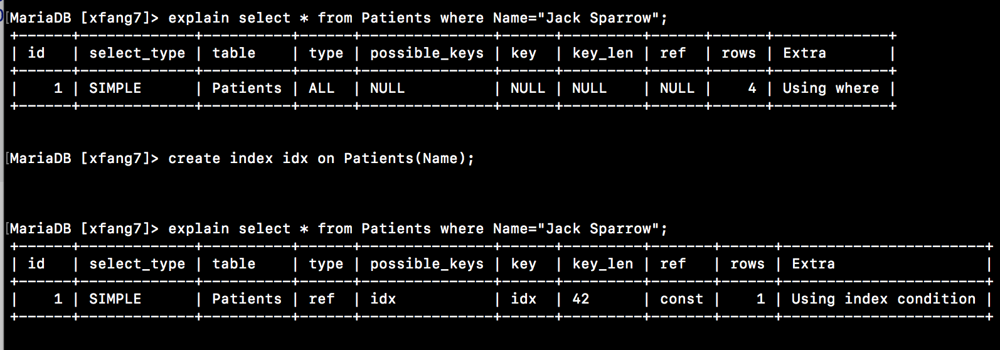 MariaDB [xfang7]> explain select * from Patients where Name="Jack Sparrow";
+------+-------------+----------+------+---------------+------+---------+------+------+-------------+
| id   | select_type | table    | type | possible_keys | key  | key_len | ref  | rows | Extra       |
+------+-------------+----------+------+---------------+------+---------+------+------+-------------+
|    1 | SIMPLE      | Patients | ALL  | NULL          | NULL | NULL    | NULL |    4 | Using where |
+------+-------------+----------+------+---------------+------+---------+------+------+-------------+
MariaDB [xfang7]> create index idx on Patients(Name);
MariaDB [xfang7]> explain select * from Patients where Name="Jack Sparrow";
+------+-------------+----------+------+---------------+------+---------+-------+------+-----------------------+
| id   | select_type | table    | type | possible_keys | key  | key_len | ref   | rows | Extra                 |
+------+-------------+----------+------+---------------+------+---------+-------+------+-----------------------+
|    1 | SIMPLE      | Patients | ref  | idx           | idx  | 42      | const |    1 | Using index condition |
+------+-------------+----------+------+---------------+------+---------+-------+------+-----------------------+